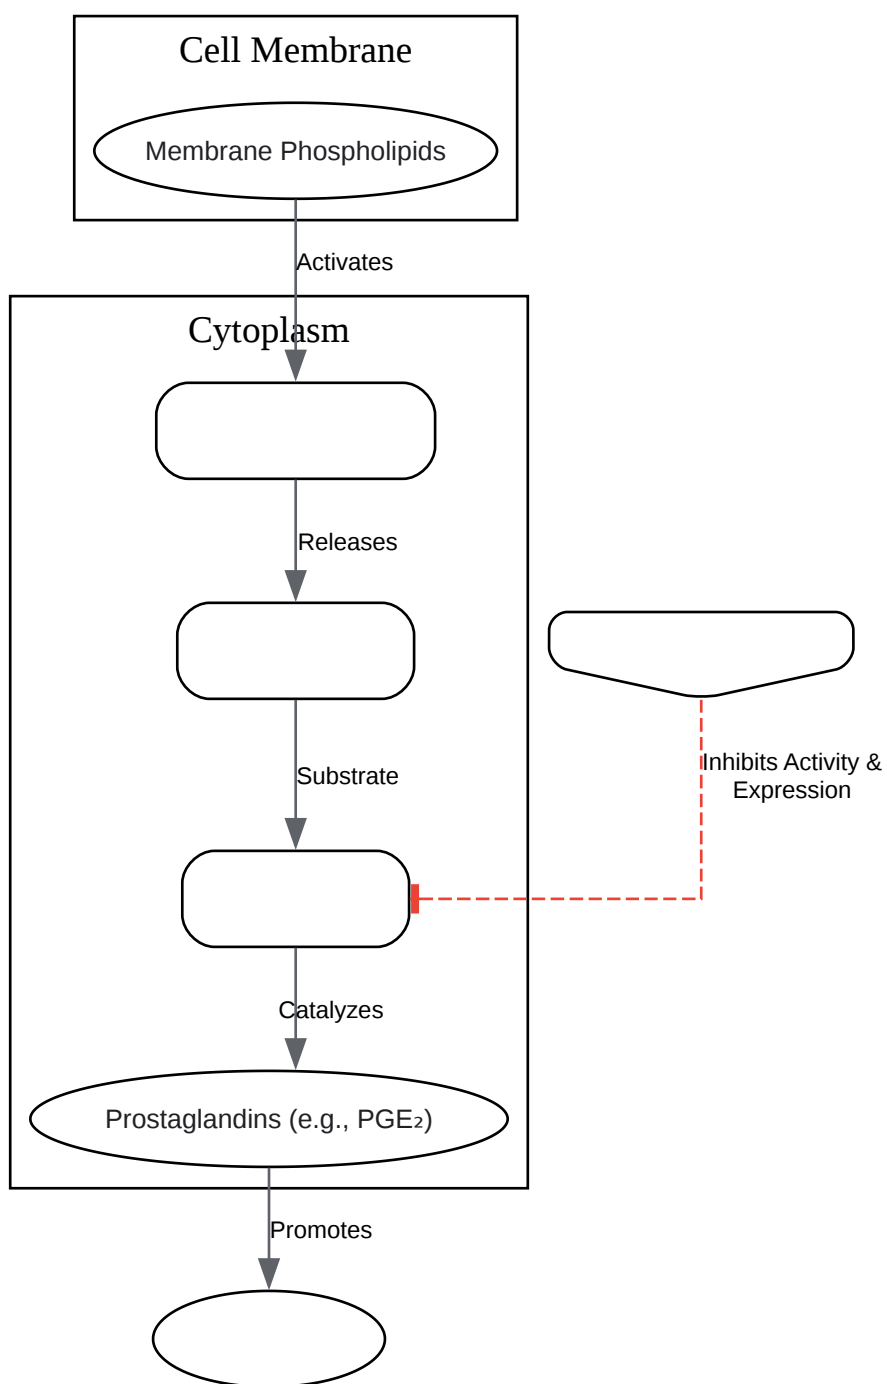 Cell Membrane
Membrane Phospholipids
Activates
Cytoplasm
Releases
Substrate
Inhibits Activity &
Expression
Catalyzes
Prostaglandins (e.g., PGE₂)
Promotes